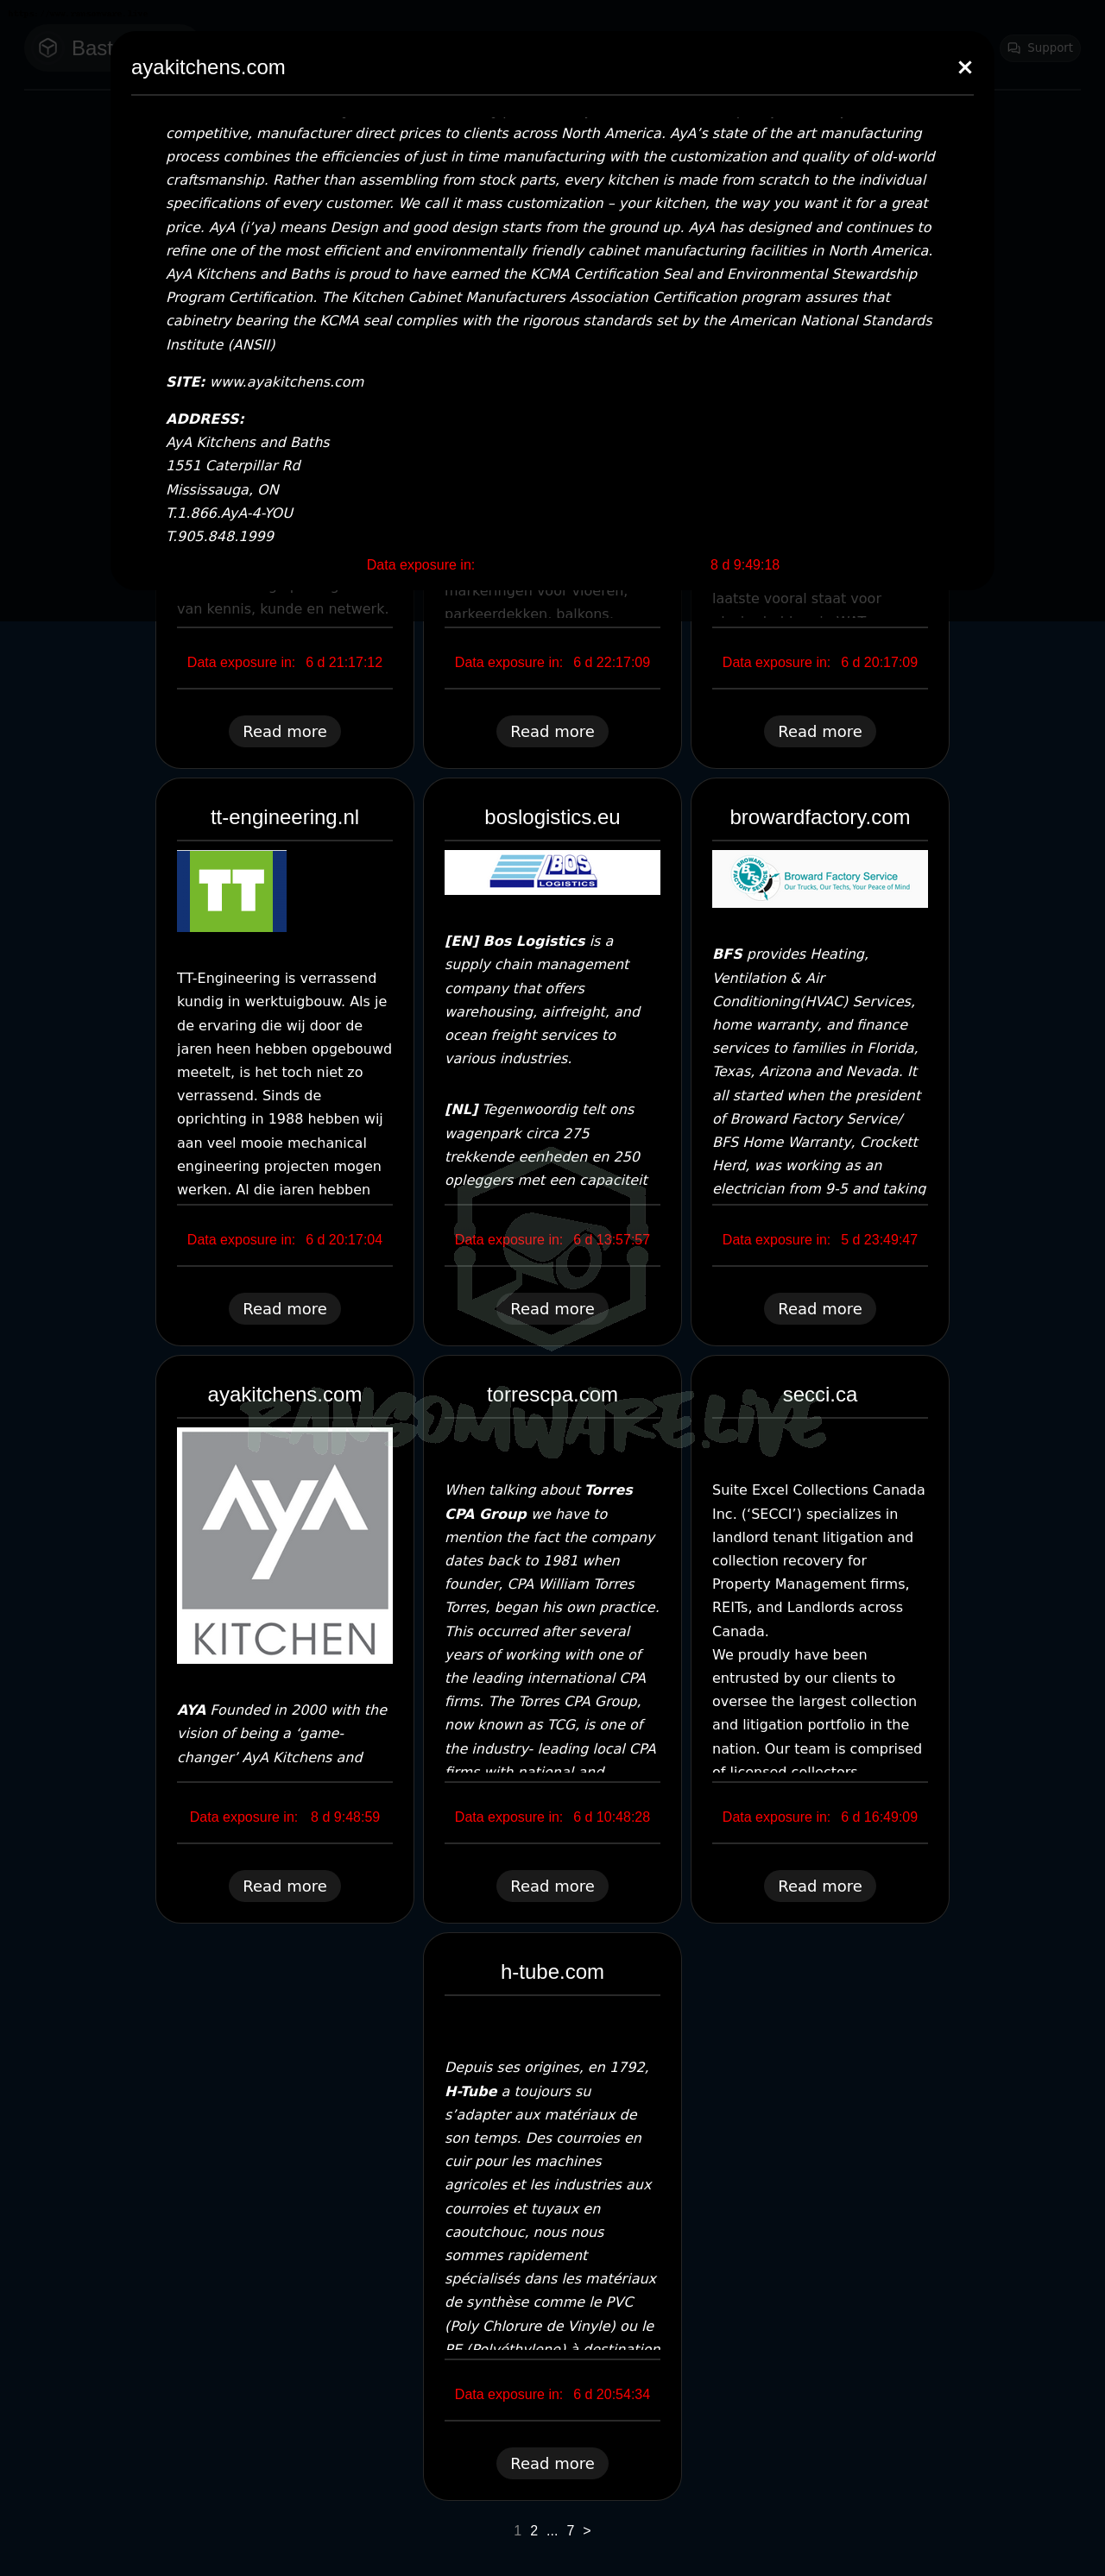 Bast
Support
ayakitchens.com
competitive, manufacturer direct prices to clients across North America. AyA’s state of the art manufacturing
process combines the efficiencies of just in time manufacturing with the customization and quality of old-world
craftsmanship. Rather than assembling from stock parts, every kitchen is made from scratch to the individual
specifications of every customer. We call it mass customization – your kitchen, the way you want it for a great
price. AyA (i’ya) means Design and good design starts from the ground up. AyA has designed and continues to
refine one of the most efficient and environmentally friendly cabinet manufacturing facilities in North America.
AyA Kitchens and Baths is proud to have earned the KCMA Certification Seal and Environmental Stewardship
Program Certification. The Kitchen Cabinet Manufacturers Association Certification program assures that
cabinetry bearing the KCMA seal complies with the rigorous standards set by the American National Standards
Institute (ANSII)
SITE: www.ayakitchens.com
ADDRESS:
AyA Kitchens and Baths
1551 Caterpillar Rd
Mississauga, ON
T.1.866.AyA-4-YOU
T.905.848.1999
Data exposure in: 8 d 9:49:18
van kennis, kunde en netwerk.
Data exposure in: 6 d 21:17:12
Read more
markeringen voor vloeren,
parkeerdekken, balkons,
Data exposure in: 6 d 22:17:09
Read more
laatste vooral staat voor
Data exposure in: 6 d 20:17:09
Read more
tt-engineering.nl
TT
TT-Engineering is verrassend
kundig in werktuigbouw. Als je
de ervaring die wij door de
jaren heen hebben opgebouwd
meetelt, is het toch niet zo
verrassend. Sinds de
oprichting in 1988 hebben wij
aan veel mooie mechanical
engineering projecten mogen
werken. Al die jaren hebben
Data exposure in: 6 d 20:17:04
Read more
boslogistics.eu
BOS
LOGISTICS
[EN] Bos Logistics is a
supply chain management
company that offers
warehousing, airfreight, and
ocean freight services to
various industries.
[NL] Tegenwoordig telt ons
wagenpark circa 275
trekkende eenheden en 250
opleggers met een capaciteit
Data exposure in: 6 d 13:57:57
Read more
browardfactory.com
BROWARD
BFS
FACTORY SERVICE
Broward Factory Service
Our Trucks, Our Techs, Your Peace of Mind
BFS provides Heating,
Ventilation & Air
Conditioning(HVAC) Services,
home warranty, and finance
services to families in Florida,
Texas, Arizona and Nevada. It
all started when the president
of Broward Factory Service/
BFS Home Warranty, Crockett
Herd, was working as an
electrician from 9-5 and taking
Data exposure in: 5 d 23:49:47
Read more
RANSOMWARE.LIVE
ayakitchens.com
AyA
KITCHEN
AYA Founded in 2000 with the
vision of being a ‘game-
changer’ AyA Kitchens and
Data exposure in: 8 d 9:48:59
Read more
torrescpa.com
When talking about Torres
CPA Group we have to
mention the fact the company
dates back to 1981 when
founder, CPA William Torres
Torres, began his own practice.
This occurred after several
years of working with one of
the leading international CPA
firms. The Torres CPA Group,
now known as TCG, is one of
the industry- leading local CPA
firms with national and
Data exposure in: 6 d 10:48:28
Read more
secci.ca
Suite Excel Collections Canada
Inc. (‘SECCI’) specializes in
landlord tenant litigation and
collection recovery for
Property Management firms,
REITs, and Landlords across
Canada.
We proudly have been
entrusted by our clients to
oversee the largest collection
and litigation portfolio in the
nation. Our team is comprised
of licensed collectors,
Data exposure in: 6 d 16:49:09
Read more
h-tube.com
Depuis ses origines, en 1792,
H-Tube a toujours su
s’adapter aux matériaux de
son temps. Des courroies en
cuir pour les machines
agricoles et les industries aux
courroies et tuyaux en
caoutchouc, nous nous
sommes rapidement
spécialisés dans les matériaux
de synthèse comme le PVC
(Poly Chlorure de Vinyle) ou le
PE (Polyéthylene) à destination
Data exposure in: 6 d 20:54:34
Read more
1 2 ... 7 >